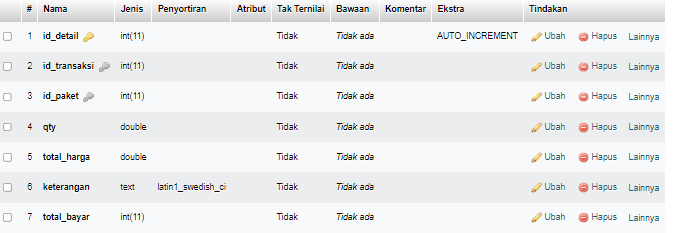 # Nama Jenis Penyortiran Atribut Tak Ternilai Bawaan Komentar Ekstra Tindakan
1 id_detail int(11) Tidak Tidak ada AUTO_INCREMENT Ubah Hapus Lainnya
2 id_transaksi int(11) Tidak Tidak ada Ubah Hapus Lainnya
3 id_paket int(11) Tidak Tidak ada Ubah Hapus Lainnya
4 qty double Tidak Tidak ada Ubah Hapus Lainnya
5 total_harga double Tidak Tidak ada Ubah Hapus Lainnya
6 keterangan text latin1_swedish_ci Tidak Tidak ada Ubah Hapus Lainnya
7 total_bayar int(11) Tidak Tidak ada Ubah Hapus Lainnya